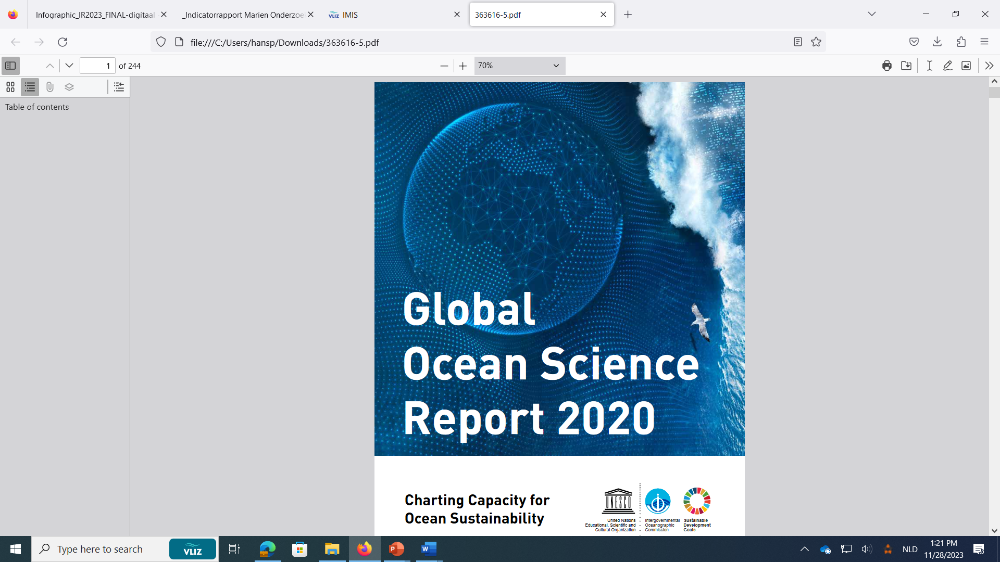 Infographic_IR2023_FINAL-digitaal
_Indicatorrapport Marien Onderzoe
VLIZ IMIS
363616-5.pdf
file:///C:/Users/hansp/Downloads/363616-5.pdf
1 of 244
70%
Table of contents
Global
Ocean Science
Report 2020
Charting Capacity for
Ocean Sustainability
UNESCO
United Nations
Educational, Scientific and
Cultural Organization
Intergovernmental
Oceanographic
Commission
Sustainable
Development
Goals
Type here to search
VLIZ
NLD
1:21 PM
11/28/2023